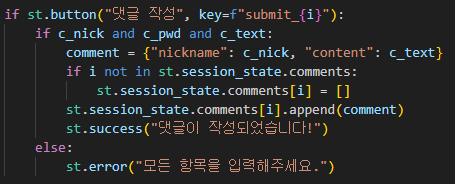 if st.button("댓글 작성", key=f"submit_{i}"):
    if c_nick and c_pwd and c_text:
        comment = {"nickname": c_nick, "content": c_text}
        if i not in st.session_state.comments:
            st.session_state.comments[i] = []
        st.session_state.comments[i].append(comment)
        st.success("댓글이 작성되었습니다!")
    else:
        st.error("모든 항목을 입력해주세요.")